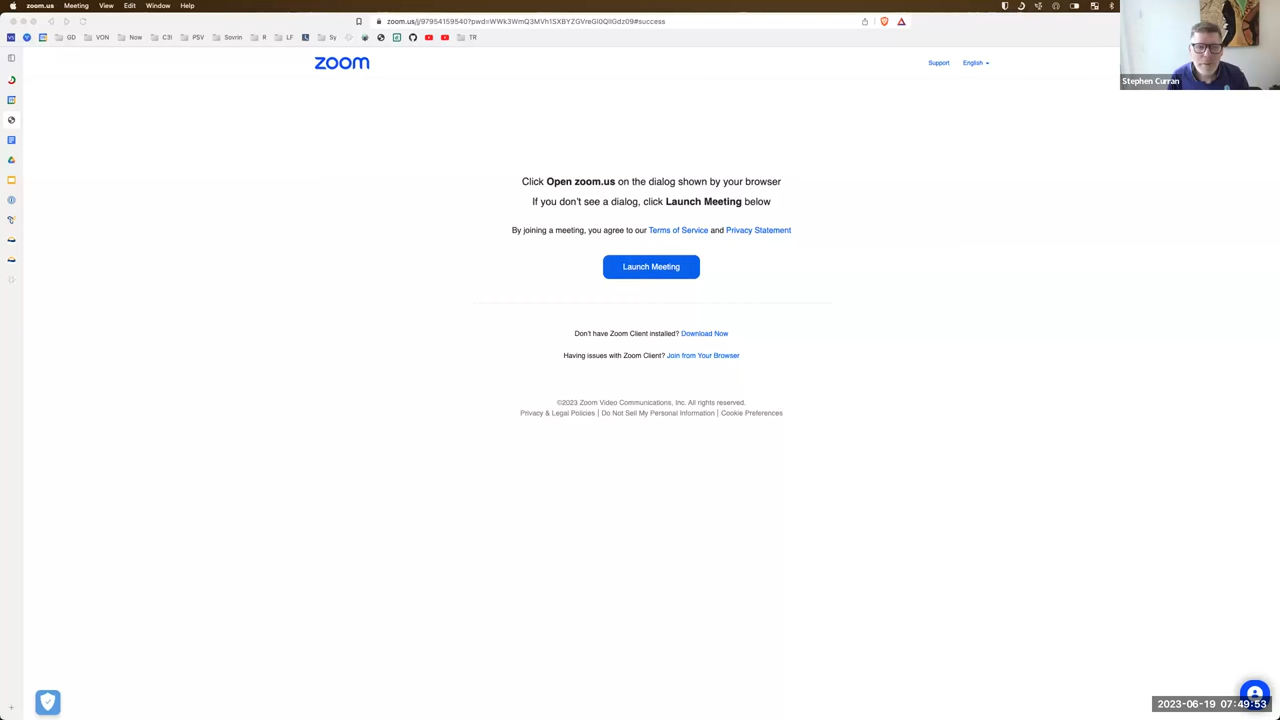 zoom.us Meeting View Edit Window Help
zoom.us/j/97954159540?pwd=WWk3WmQ3MVh1SXBYZGVreGl0QllGdz09#success
GD VON Now C3I PSV Sovrin R LF Sy TR
zoom
Support English
Stephen Curran
Click Open zoom.us on the dialog shown by your browser
If you don't see a dialog, click Launch Meeting below
By joining a meeting, you agree to our Terms of Service and Privacy Statement
Launch Meeting
Don't have Zoom Client installed? Download Now
Having issues with Zoom Client? Join from Your Browser
©2023 Zoom Video Communications, Inc. All rights reserved.
Privacy & Legal Policies | Do Not Sell My Personal Information | Cookie Preferences
2023-06-19 07:49:53